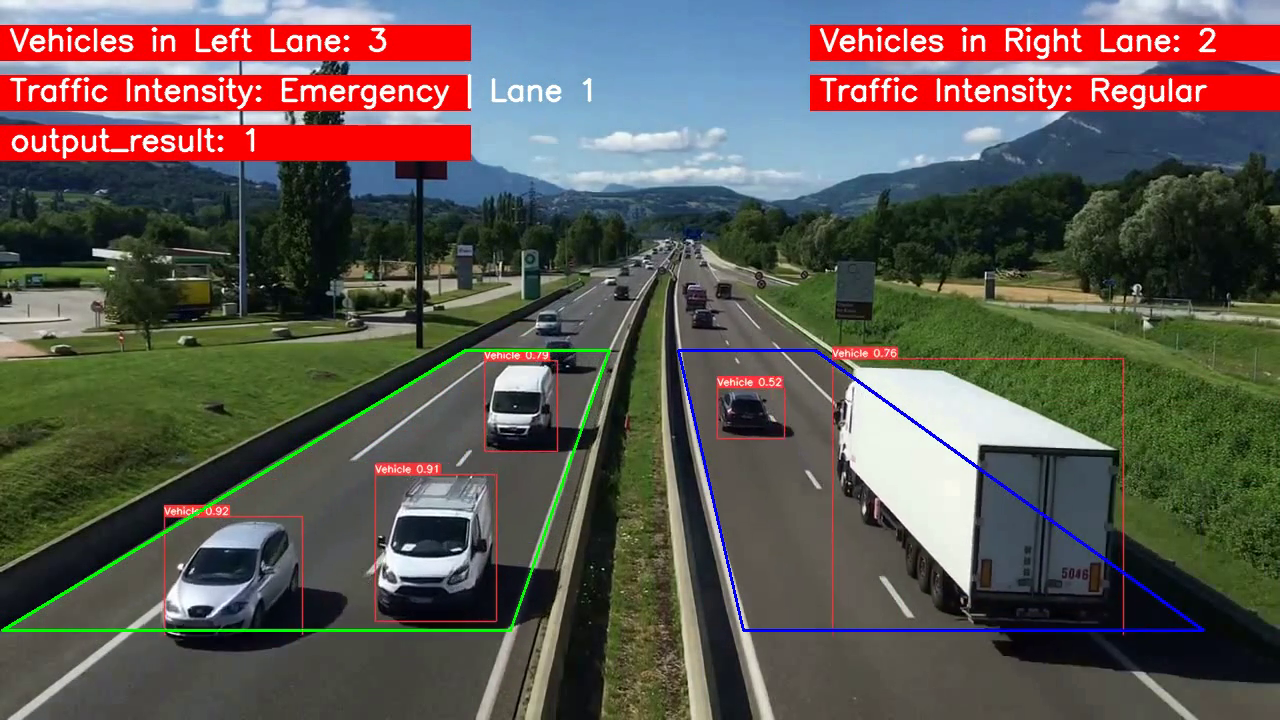 Vehicles in Left Lane: 3
Vehicles in Right Lane: 2
Traffic Intensity: Emergency | Lane 1
Traffic Intensity: Regular
output_result: 1
Vehicle 0.79
Vehicle 0.76
Vehicle 0.52
Vehicle 0.91
Vehicle 0.92
5046